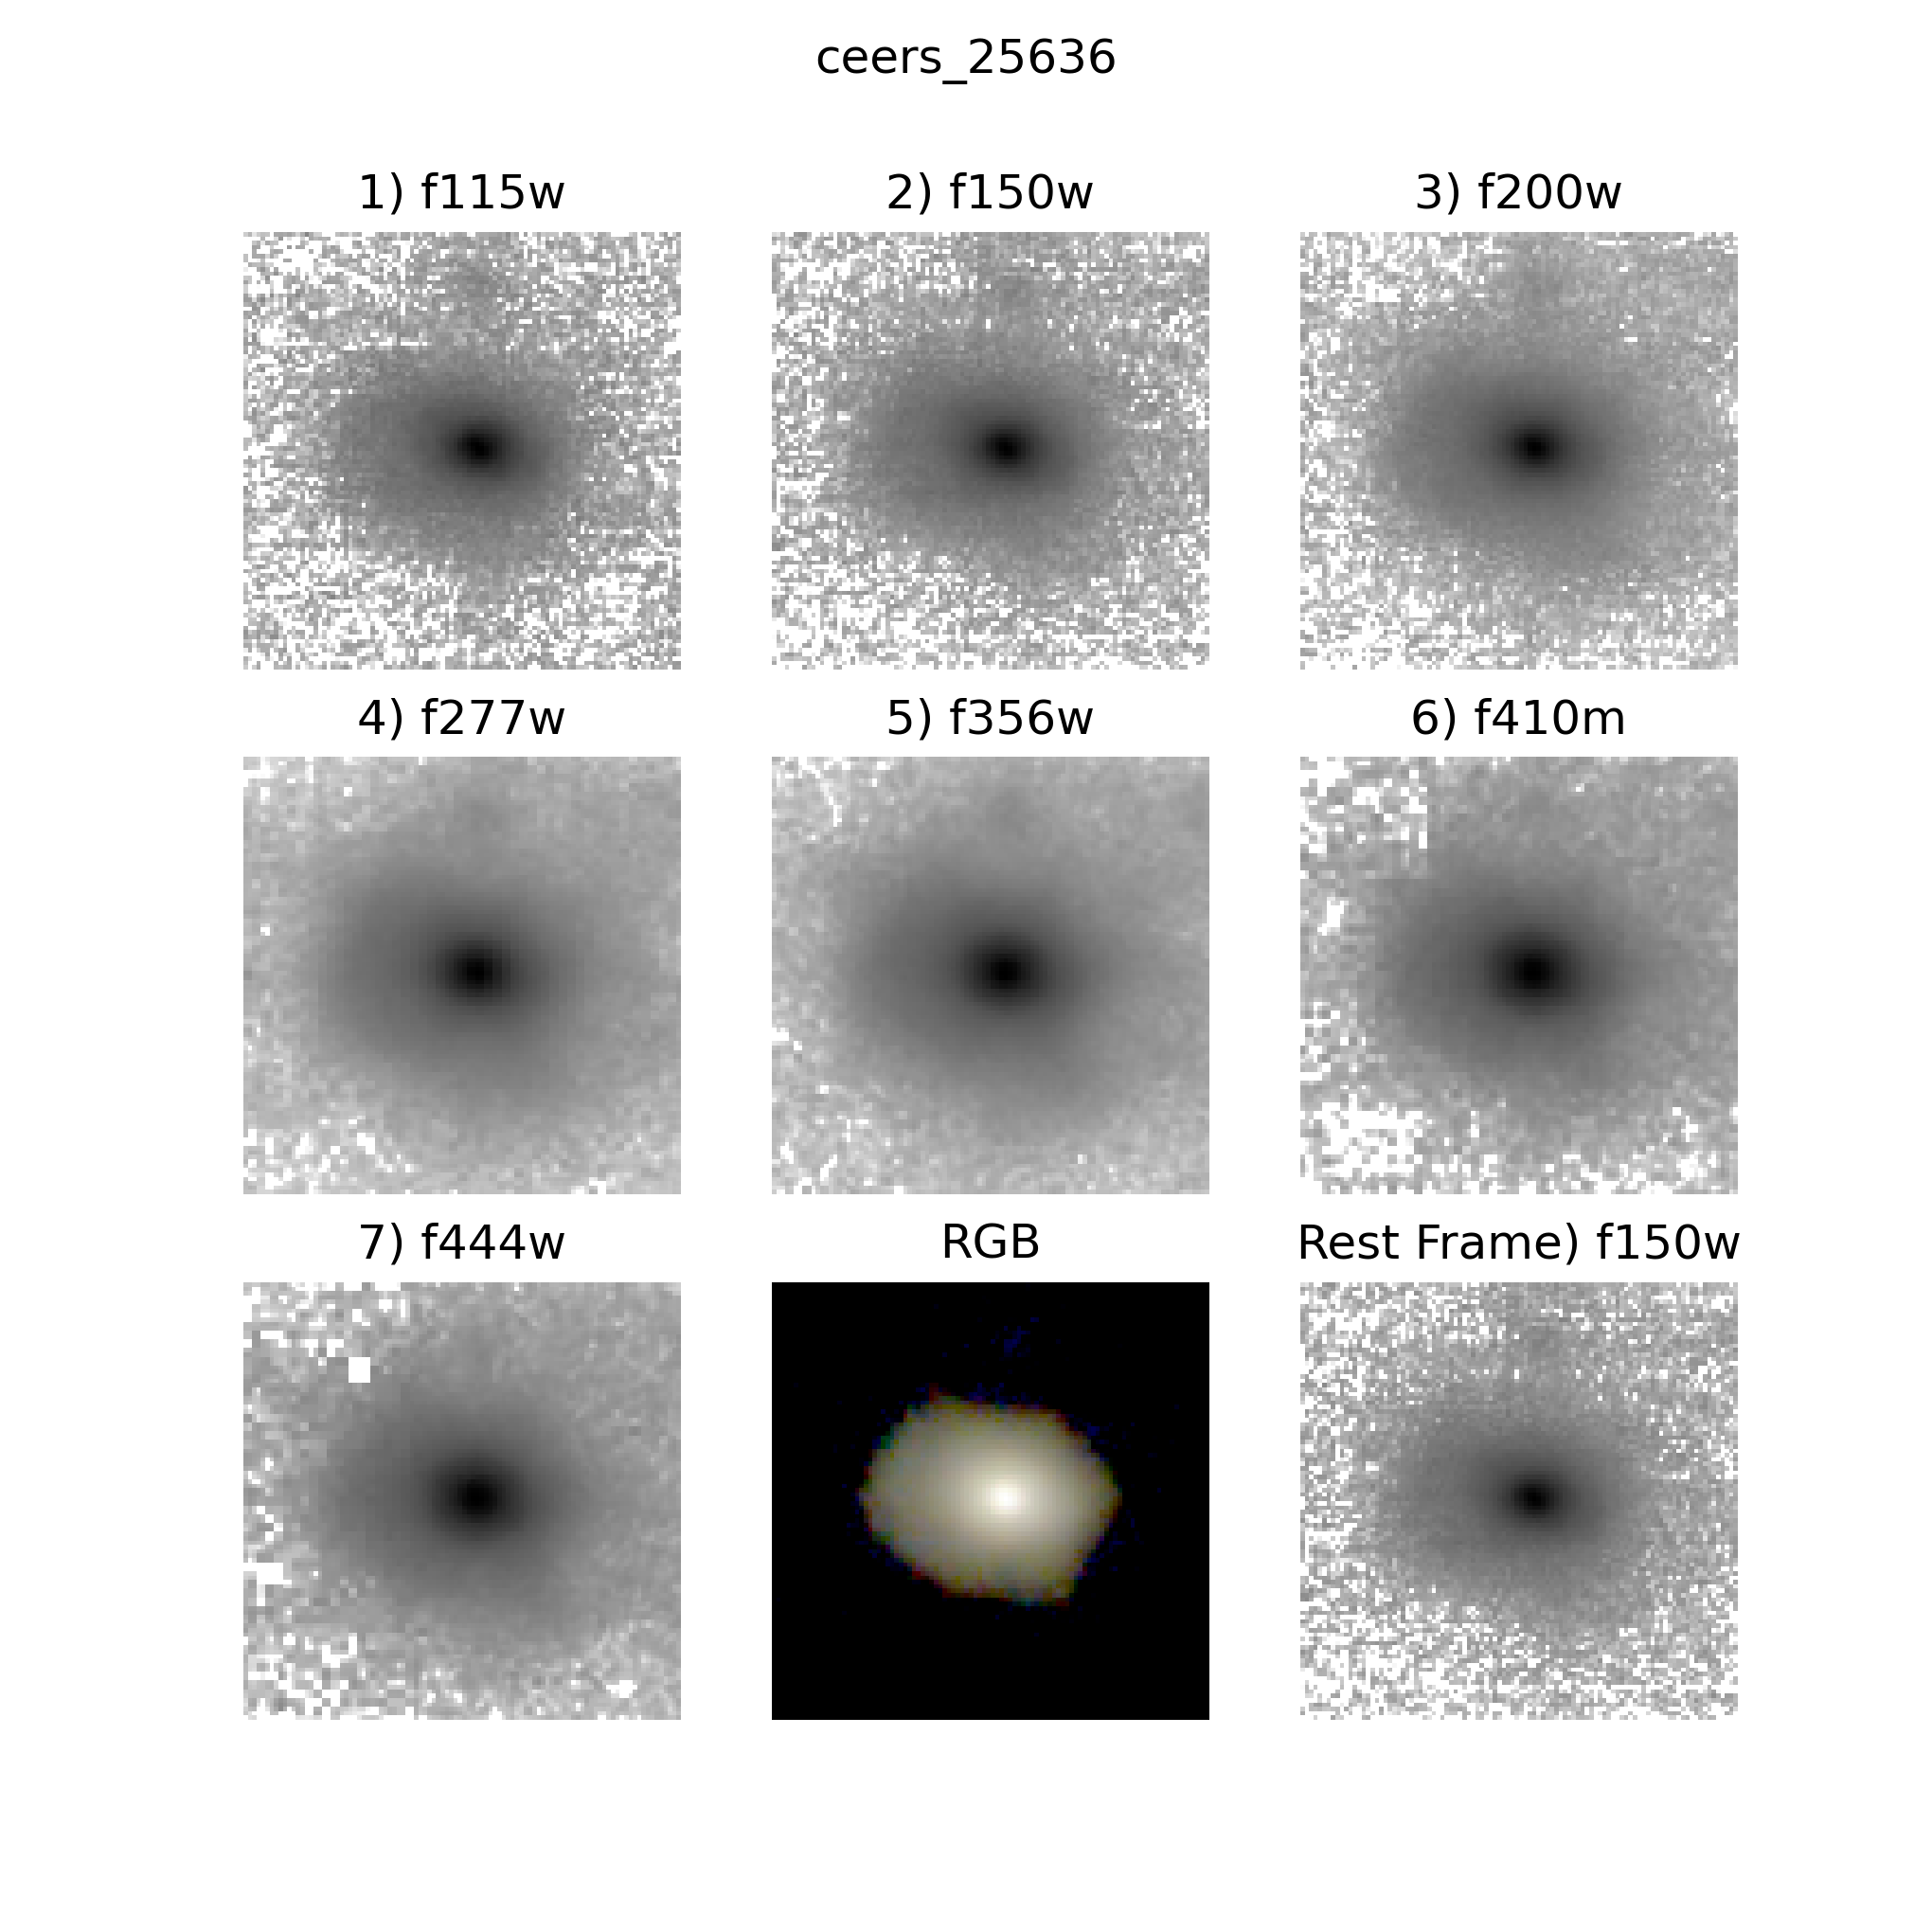 ceers_25636
1) f115w
2) f150w
3) f200w
4) f277w
5) f356w
6) f410m
7) f444w
RGB
Rest Frame) f150w